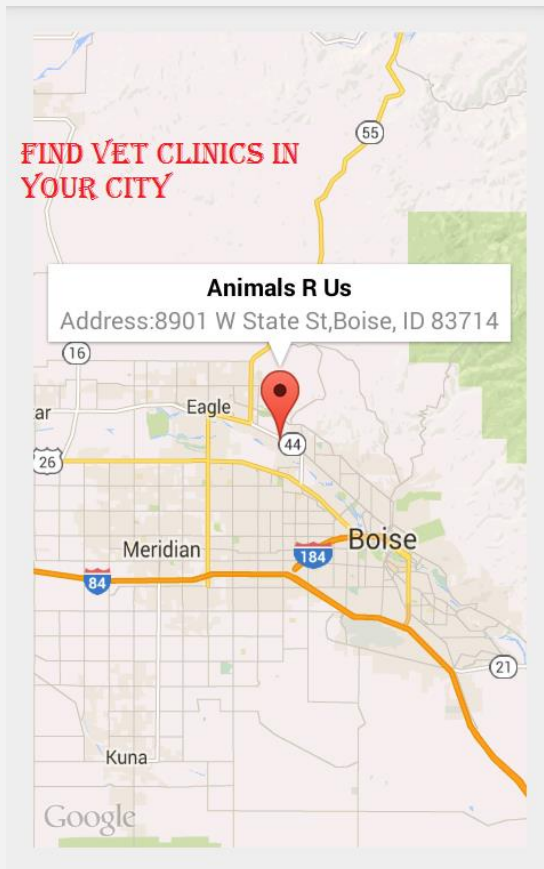 55
FIND VET CLINICS IN
YOUR CITY
Animals R Us
Address:8901 W State St,Boise, ID 83714
16
ar
Eagle
44
26
Boise
Meridian
184
84
21
Kuna
Google